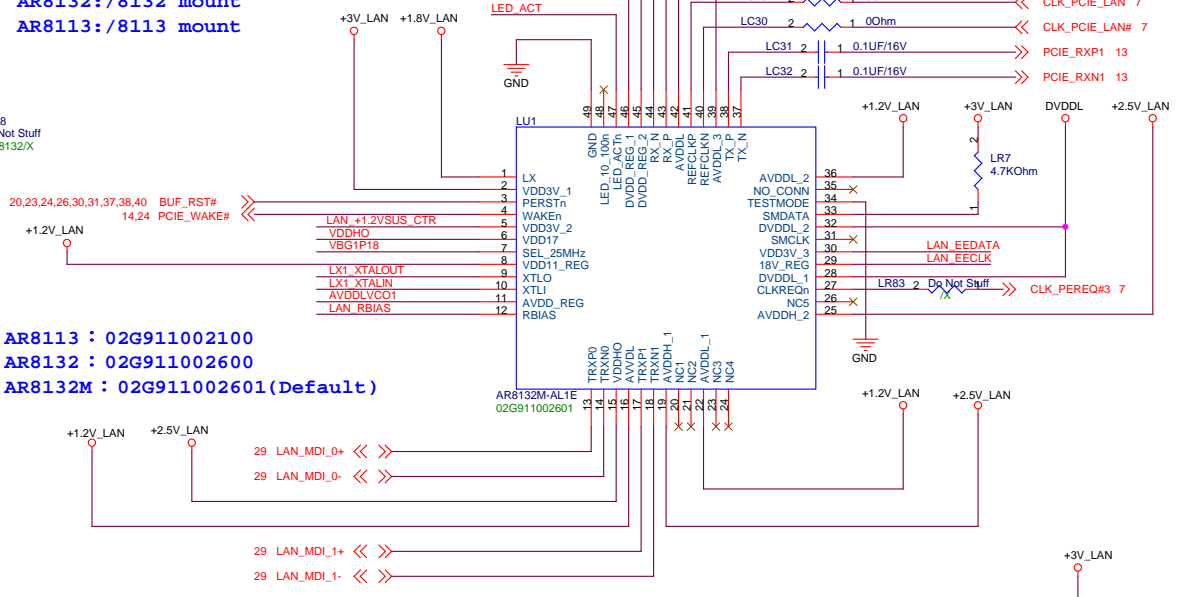 AR8132:/8132 mount
AR8113:/8113 mount
+3V_LAN
+1.8V_LAN
LED_ACT
GND
LC30 2 1 0Ohm
LC31 2 1 0.1UF/16V
LC32 2 1 0.1UF/16V
CLK_PCIE_LAN 7
CLK_PCIE_LAN# 7
PCIE_RXP1 13
PCIE_RXN1 13
8
Not Stuff
8132/X
+1.2V_LAN
+3V_LAN
DVDDL
+2.5V_LAN
2
LR7
4.7KOhm
1
LU1
49 GND
48 LED_10_100n
47 LED_ACTn
46 DVDD_REG_1
45 DVDD_REG_2
44 RX_N
43 RX_P
42 AVDDL
41 REFCLKP
40 REFCLKN
39 AVDDL_3
38 TX_P
37 TX_N
1 LX
2 VDD3V_1
20,23,24,26,30,31,37,38,40 BUF_RST# 3 PERSTn
14,24 PCIE_WAKE# 4 WAKEn
LAN_+1.2VSUS_CTR 5 VDD3V_2
VDDHO 6 VDD17
VBG1P18 7 SEL_25MHz
+1.2V_LAN
8 VDD11_REG
LX1_XTALOUT 9 XTLO
LX1_XTALIN 10 XTLI
AVDDLVCO1 11 AVDD_REG
LAN_RBIAS 12 RBIAS
AVDDL_2 36
NO_CONN 35
TESTMODE 34
SMDATA 33
DVDDL_2 32
SMCLK 31
VDD3V_3 30 LAN_EEDATA
18V_REG 29 LAN_EECLK
DVDDL_1 28
CLKREQn 27 LR83 2 1 Do Not Stuff CLK_PEREQ#3 7
/X
NC5 26
AVDDH_2 25
GND
TRXP0 13
TRXN0 14
VDDHO 15
AVVDL 16
TRXP1 17
TRXN1 18
AVDDH_1 19
NC1 20
NC2 21
AVDDL_1 22
NC3 23
NC4 24
AR8113 : 02G911002100
AR8132 : 02G911002600
AR8132M : 02G911002601(Default)
AR8132M-AL1E
02G911002601
+1.2V_LAN
+2.5V_LAN
+1.2V_LAN
+2.5V_LAN
29 LAN_MDI_0+
29 LAN_MDI_0-
29 LAN_MDI_1+
29 LAN_MDI_1-
+3V_LAN